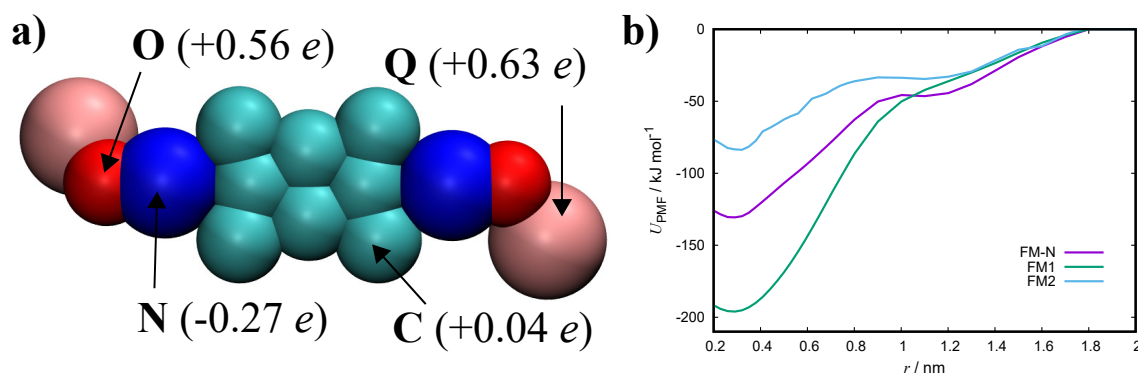 a)
O (+0.56 e)
Q (+0.63 e)
N (-0.27 e)
C (+0.04 e)
b)
U_PMF / kJ mol⁻¹
0
-50
-100
-150
-200
FM-N
FM1
FM2
0.2 0.4 0.6 0.8 1 1.2 1.4 1.6 1.8 2
r / nm